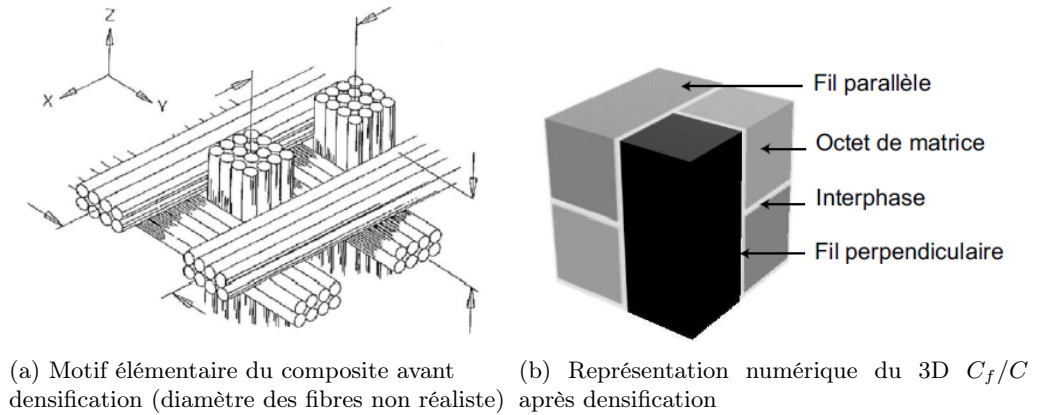 Z
X
Y
Fil parallèle
Octet de matrice
Interphase
Fil perpendiculaire
(a) Motif élémentaire du composite avant
densification (diamètre des fibres non réaliste)
(b) Représentation numérique du 3D C_f/C
après densification